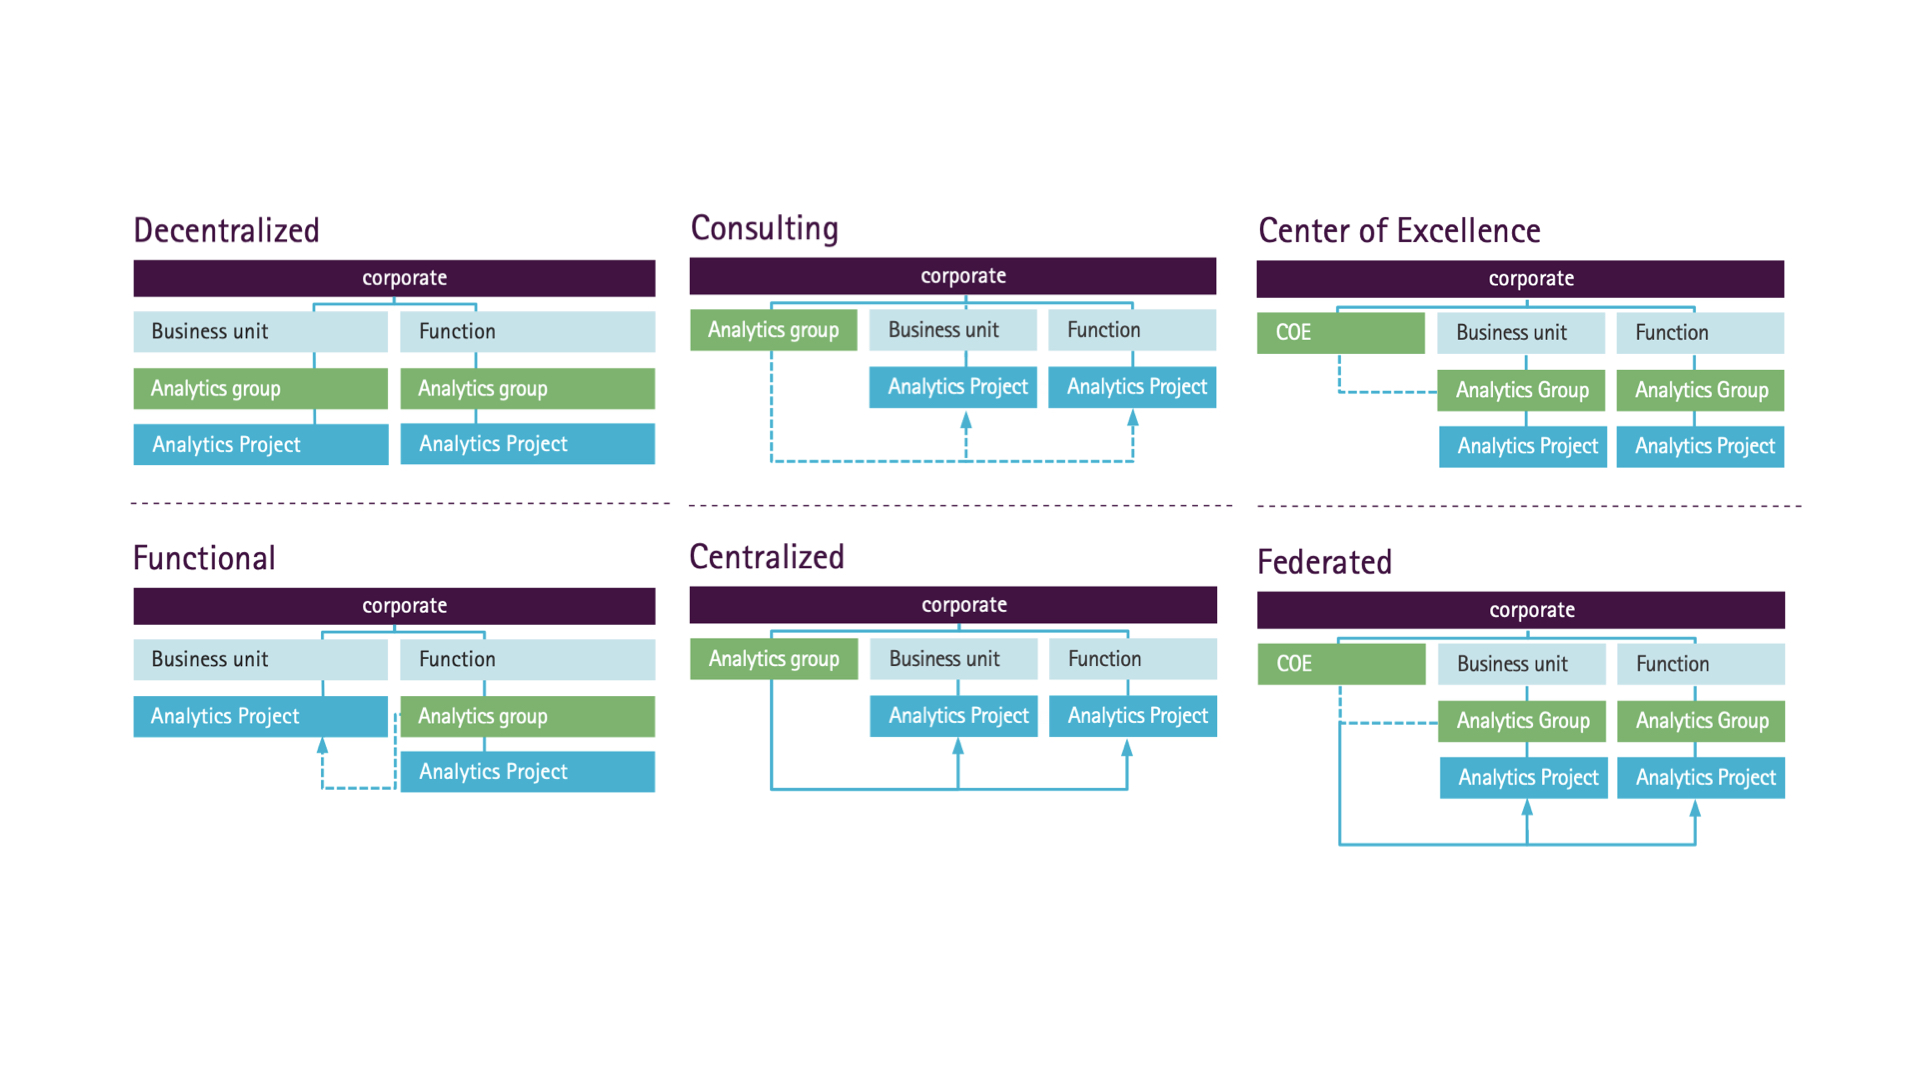 Decentralized
corporate
Business unit
Function
Analytics group
Analytics group
Analytics Project
Analytics Project
Consulting
corporate
Analytics group
Business unit
Function
Analytics Project
Analytics Project
Center of Excellence
corporate
COE
Business unit
Function
Analytics Group
Analytics Group
Analytics Project
Analytics Project
Functional
corporate
Business unit
Function
Analytics Project
Analytics group
Analytics Project
Centralized
corporate
Analytics group
Business unit
Function
Analytics Project
Analytics Project
Federated
corporate
COE
Business unit
Function
Analytics Group
Analytics Group
Analytics Project
Analytics Project